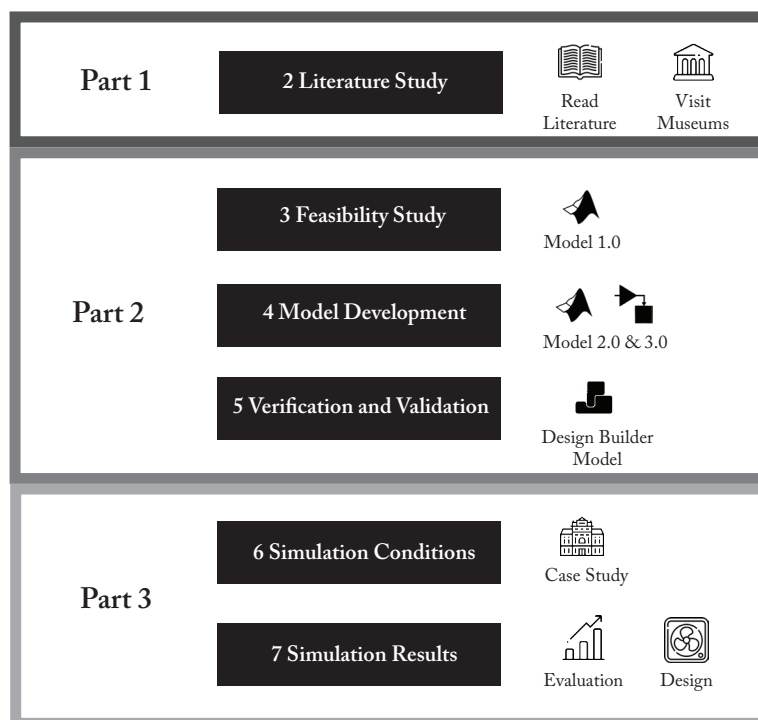 Part 1
2 Literature Study
Read
Literature
Visit
Museums
Part 2
3 Feasibility Study
Model 1.0
4 Model Development
Model 2.0 & 3.0
5 Verification and Validation
Design Builder
Model
Part 3
6 Simulation Conditions
Case Study
7 Simulation Results
Evaluation
Design